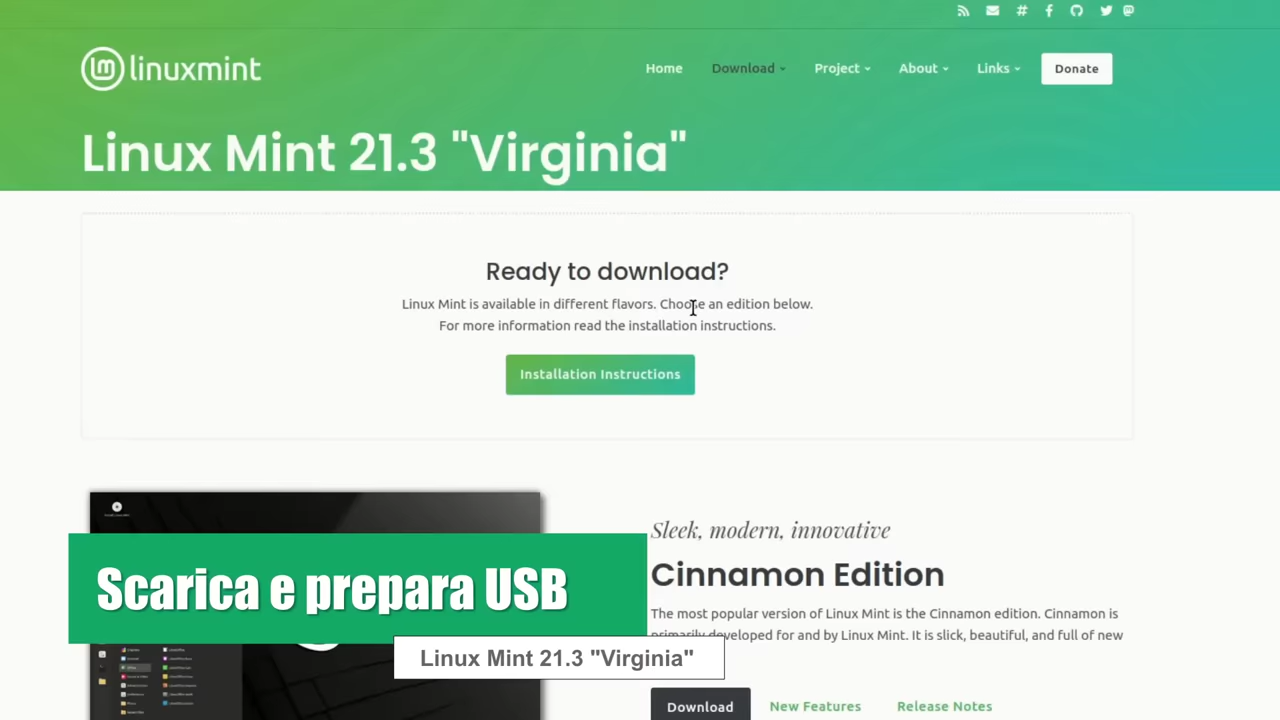 linuxmint
Home Download Project About Links Donate
Linux Mint 21.3 "Virginia"
Ready to download?
Linux Mint is available in different flavors. Choose an edition below.
For more information read the installation instructions.
Installation Instructions
Sleek, modern, innovative
Cinnamon Edition
The most popular version of Linux Mint is the Cinnamon edition. Cinnamon is
primarily developed for and by Linux Mint. It is slick, beautiful, and full of new
Download New Features Release Notes
Scarica e prepara USB
Linux Mint 21.3 "Virginia"